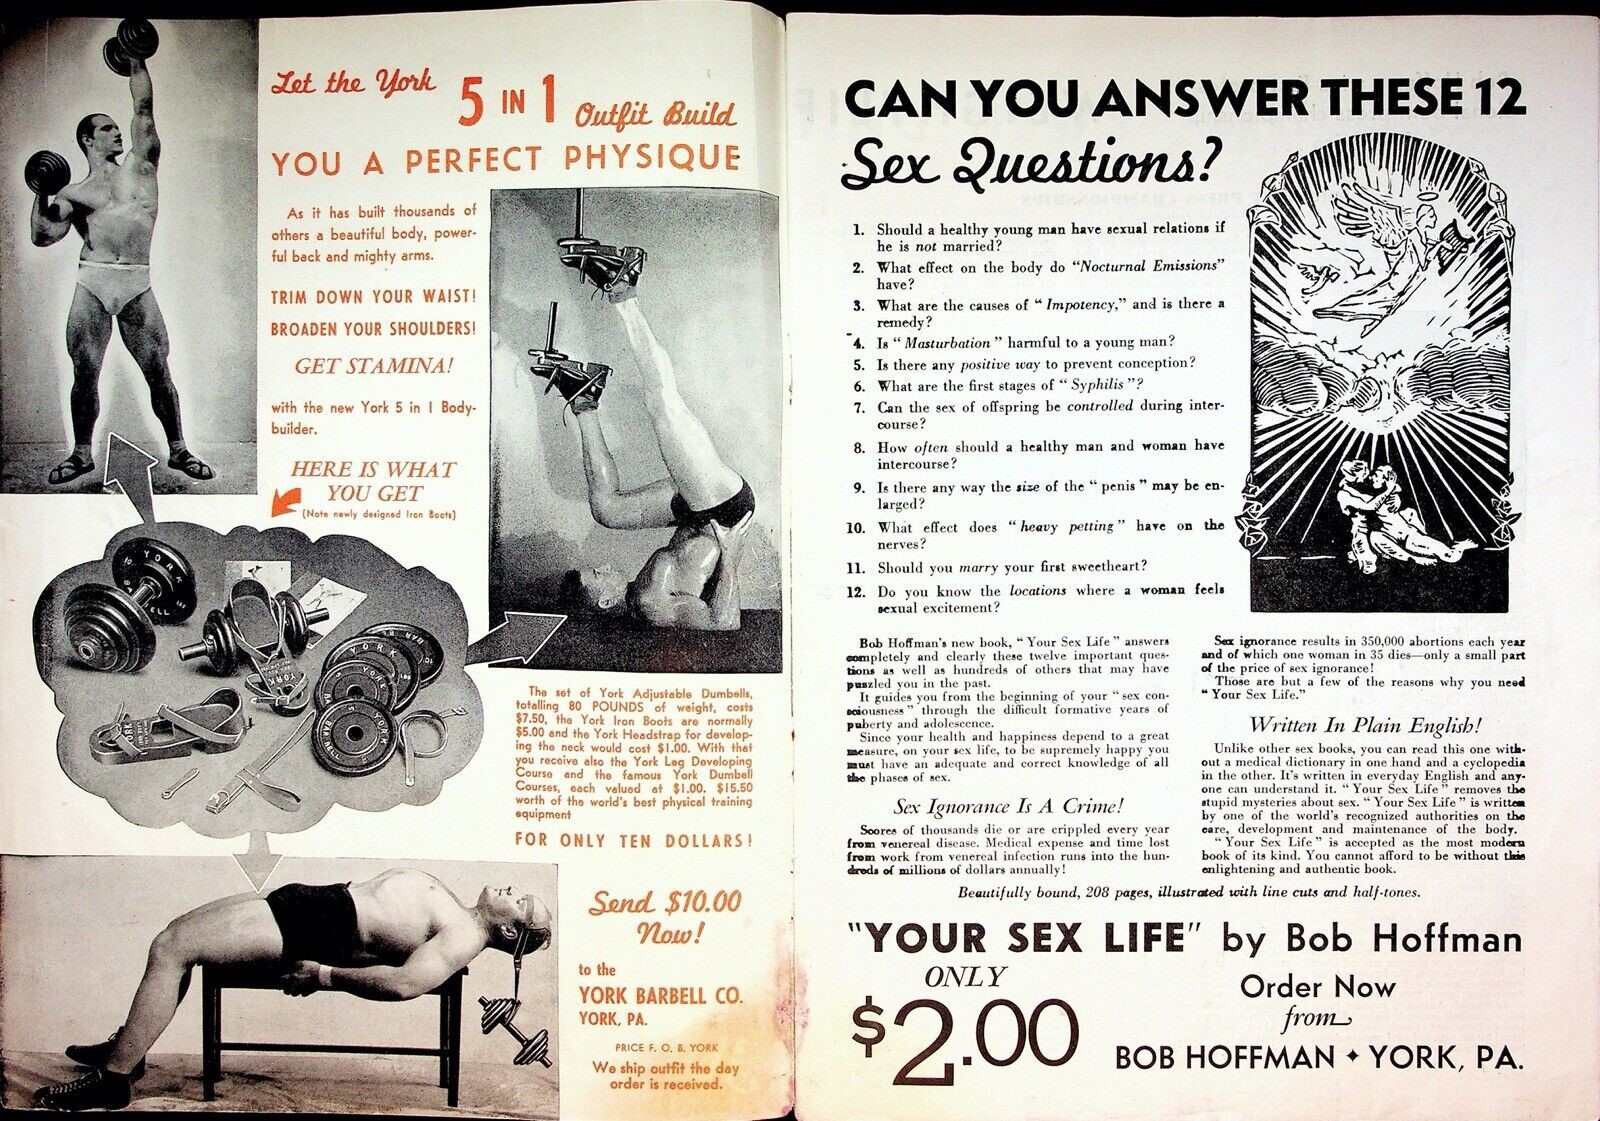 Let the York
5 IN 1
Outfit Build
YOU A PERFECT PHYSIQUE
As it has built thousands of
others a beautiful body, power-
ful back and mighty arms.
TRIM DOWN YOUR WAIST!
BROADEN YOUR SHOULDERS!
GET STAMINA!
with the new York 5 in 1 Body-
builder.
HERE IS WHAT
YOU GET
(Note newly designed Iron Boots)
YORK
YORK
YORK
YORK
The set of York Adjustable Dumbells,
totalling 80 POUNDS of weight, costs
$7.50, the York Iron Boots are normally
$5.00 and the York Headstrap for develop-
ing the neck would cost $1.00. With that
you receive also the York Leg Developing
Course and the famous York Dumbell
Courses, each valued at $1.00. $15.50
worth of the world's best physical training
equipment
FOR ONLY TEN DOLLARS!
Send $10.00
Now!
to the
YORK BARBELL CO.
YORK, PA.
PRICE F. O. B. YORK
We ship outfit the day
order is received.
CAN YOU ANSWER THESE 12
Sex Questions?
1. Should a healthy young man have sexual relations if
he is not married?
2. What effect on the body do "Nocturnal Emissions"
have?
3. What are the causes of "Impotency," and is there a
remedy?
4. Is "Masturbation" harmful to a young man?
5. Is there any positive way to prevent conception?
6. What are the first stages of "Syphilis"?
7. Can the sex of offspring be controlled during inter-
course?
8. How often should a healthy man and woman have
intercourse?
9. Is there any way the size of the "penis" may be en-
larged?
10. What effect does "heavy petting" have on the
nerves?
11. Should you marry your first sweetheart?
12. Do you know the locations where a woman feels
sexual excitement?
Bob Hoffman's new book, "Your Sex Life" answers
completely and clearly these twelve important ques-
tions as well as hundreds of others that may have
puzzled you in the past.
It guides you from the beginning of your "sex con-
sciousness" through the difficult formative years of
puberty and adolescence.
Since your health and happiness depend to a great
measure, on your sex life, to be supremely happy you
must have an adequate and correct knowledge of all
the phases of sex.
Sex Ignorance Is A Crime!
Scores of thousands die or are crippled every year
from venereal disease. Medical expense and time lost
from work from venereal infection runs into the hun-
dreds of millions of dollars annually!
Sex ignorance results in 350,000 abortions each year
and of which one woman in 35 dies—only a small part
of the price of sex ignorance!
Those are but a few of the reasons why you need
"Your Sex Life."
Written In Plain English!
Unlike other sex books, you can read this one with-
out a medical dictionary in one hand and a cyclopedia
in the other. It's written in everyday English and any-
one can understand it. "Your Sex Life" removes the
stupid mysteries about sex. "Your Sex Life" is written
by one of the world's recognized authorities on the
care, development and maintenance of the body.
"Your Sex Life" is accepted as the most modern
book of its kind. You cannot afford to be without this
enlightening and authentic book.
Beautifully bound, 208 pages, illustrated with line cuts and half-tones.
"YOUR SEX LIFE" by Bob Hoffman
ONLY
$2.00
Order Now
from
BOB HOFFMAN ✦ YORK, PA.